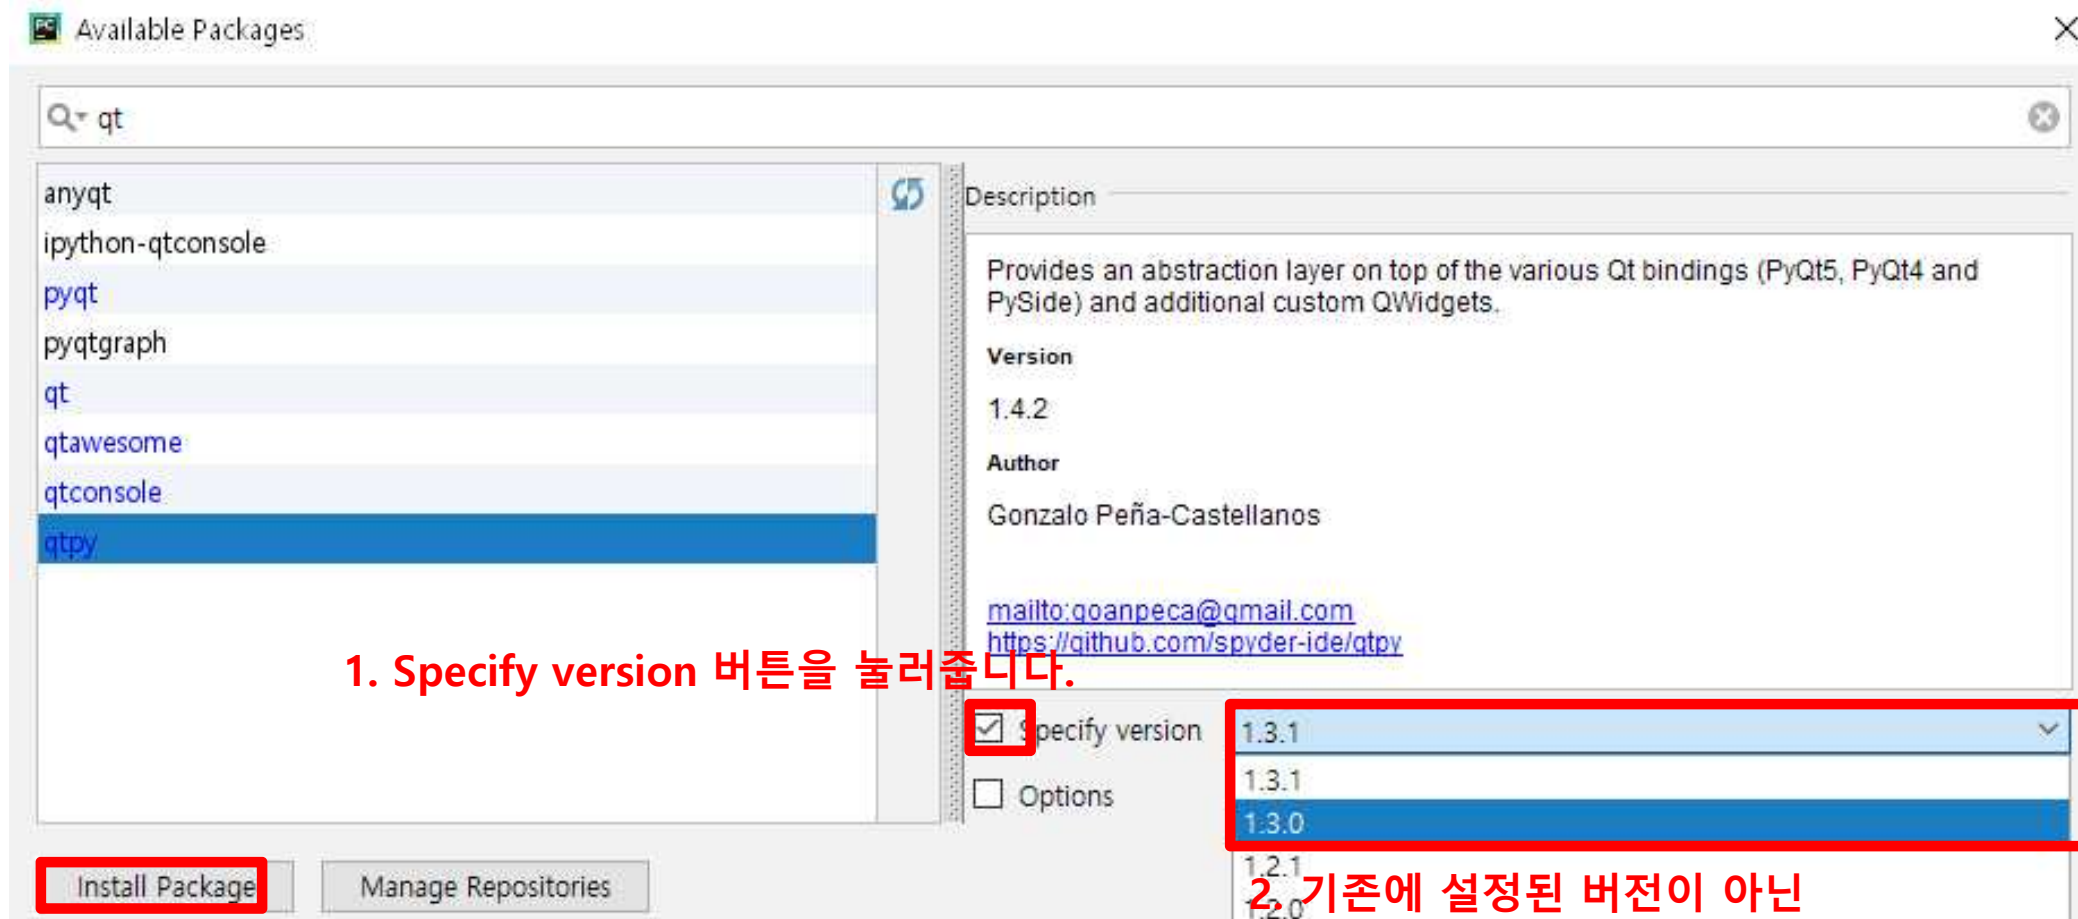 Available Packages
qt
anyqt
ipython-qtconsole
pyqt
pyqtgraph
qt
qtawesome
qtconsole
qtpy
Description
Provides an abstraction layer on top of the various Qt bindings (PyQt5, PyQt4 and
PySide) and additional custom QWidgets.
Version
1.4.2
Author
Gonzalo Peña-Castellanos
mailto:goanpeca@gmail.com
https://github.com/spyder-ide/qtpy
1. Specify version 버튼을 눌러줍니다.
Specify version
1.3.1
1.3.1
1.3.0
1.2.1
1.2.0
Options
2. 기존에 설정된 버전이 아닌
Install Package
Manage Repositories